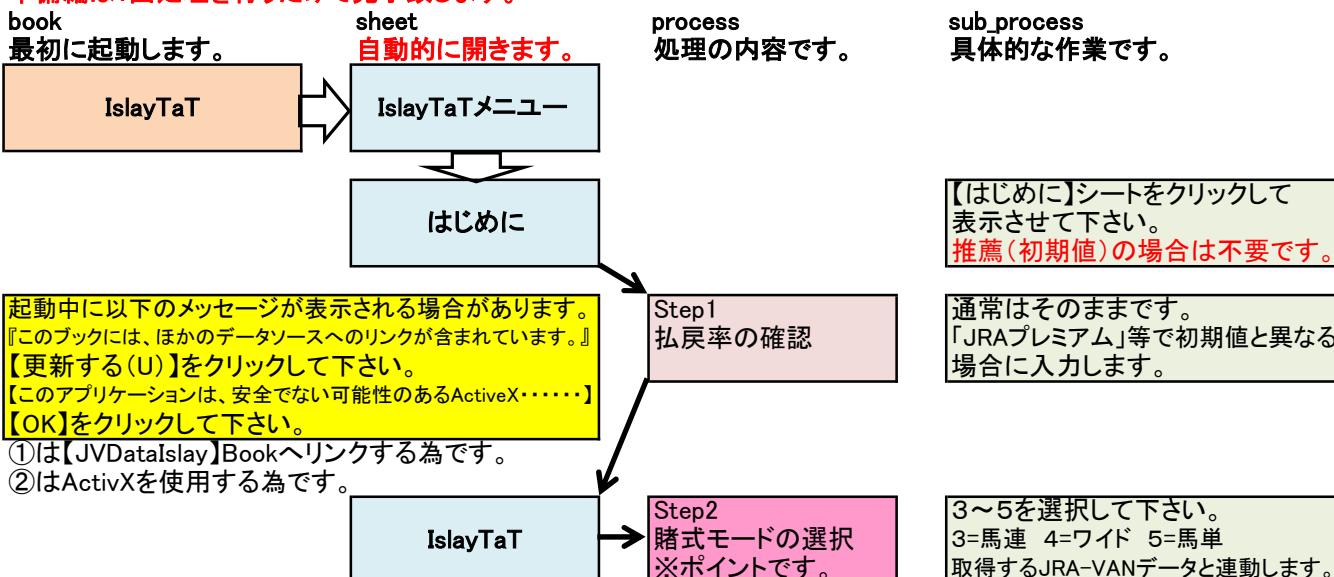 book
sheet
process
sub_process
最初に起動します。
自動的に開きます。
処理の内容です。
具体的な作業です。
IslayTaT
IslayTaTメニュー
はじめに
【はじめに】シートをクリックして
表示させて下さい。
推薦(初期値)の場合は不要です。
起動中に以下のメッセージが表示される場合があります。
『このブックには、ほかのデータソースへのリンクが含まれています。』
【更新する(U)】をクリックして下さい。
【このアプリケーションは、安全でない可能性のあるActiveX・・・・・・】
【OK】をクリックして下さい。
Step1
払戻率の確認
通常はそのままです。
「JRAプレミアム」等で初期値と異なる
場合に入力します。
①は【JVDataIslay】Bookへリンクする為です。
②はActivXを使用する為です。
IslayTaT
Step2
賭式モードの選択
※ポイントです。
3～5を選択して下さい。
3=馬連 4=ワイド 5=馬単
取得するJRA-VANデータと連動します。